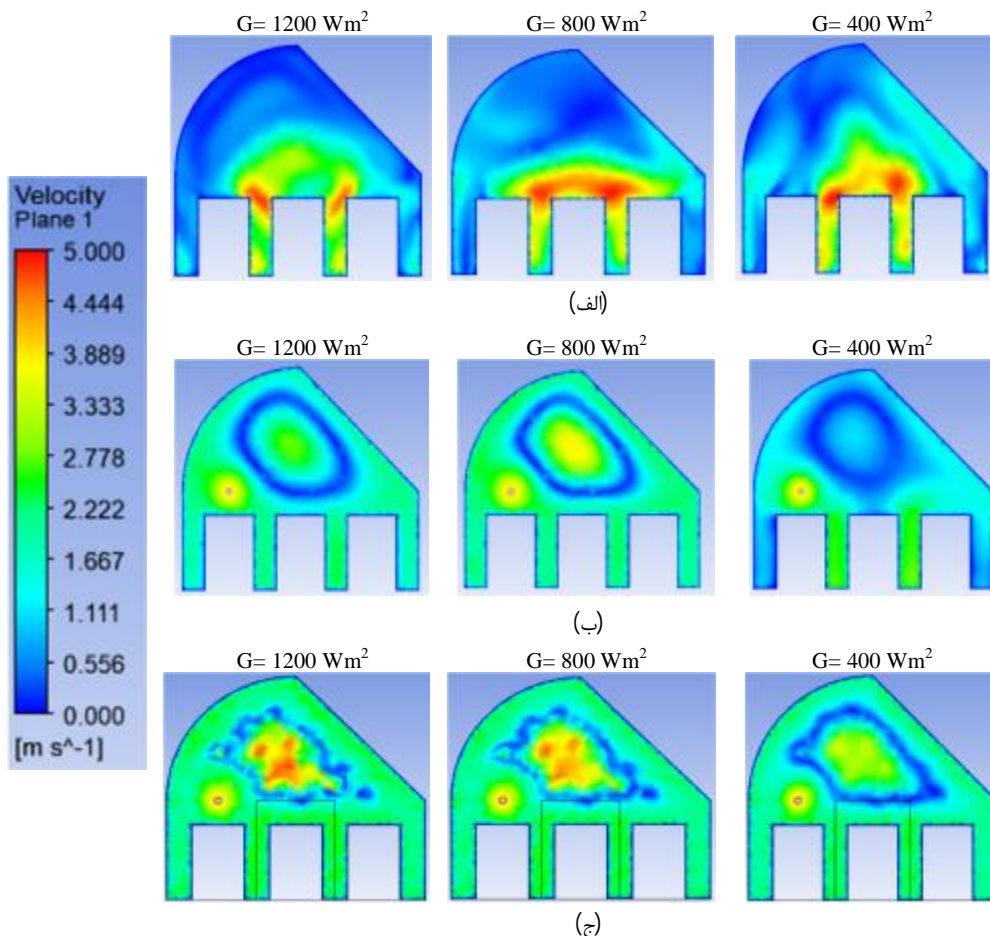 G= 1200 Wm²
G= 800 Wm²
G= 400 Wm²
Velocity
Plane 1
5.000
4.444
3.889
3.333
2.778
2.222
1.667
1.111
0.556
0.000
[m s^-1]
(الف)
G= 1200 Wm²
G= 800 Wm²
G= 400 Wm²
(ب)
G= 1200 Wm²
G= 800 Wm²
G= 400 Wm²
(ج)